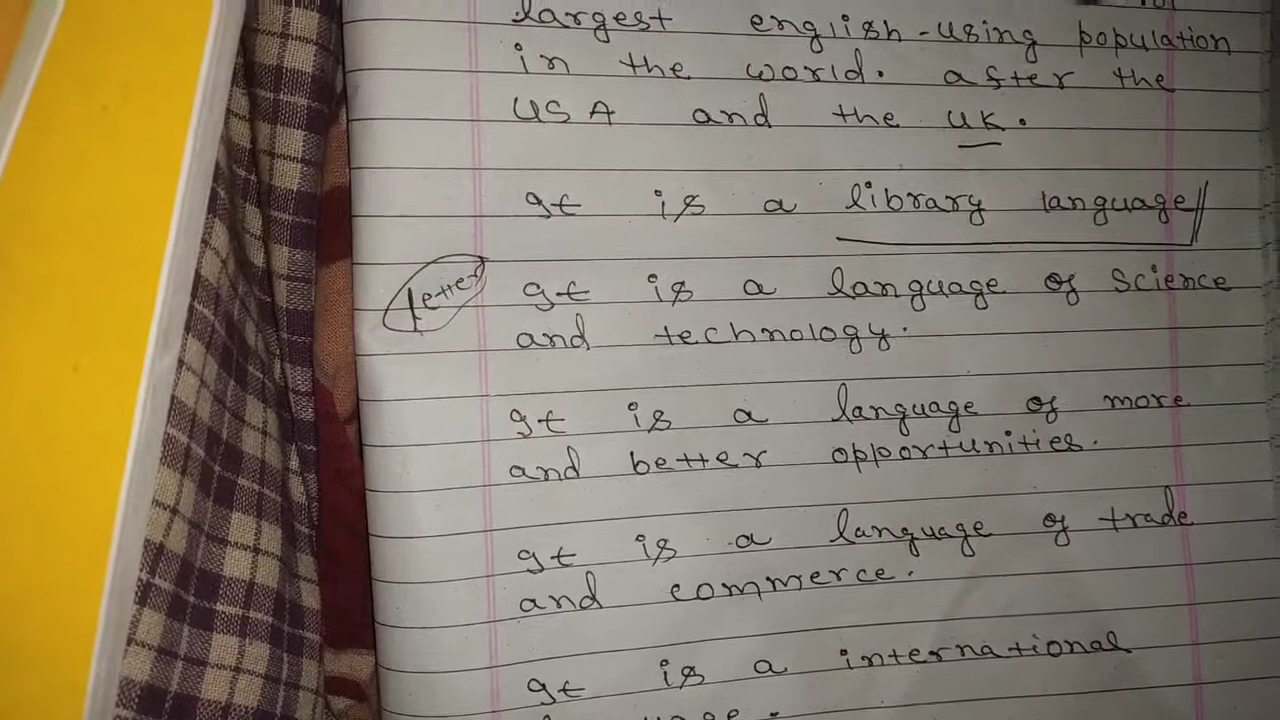 largest english-using population
in the world. after the
USA and the UK.
It is a library language
letter
It is a language of science
and technology.
It is a language of more
and better opportunities.
It is a language of trade
and commerce.
It is a international